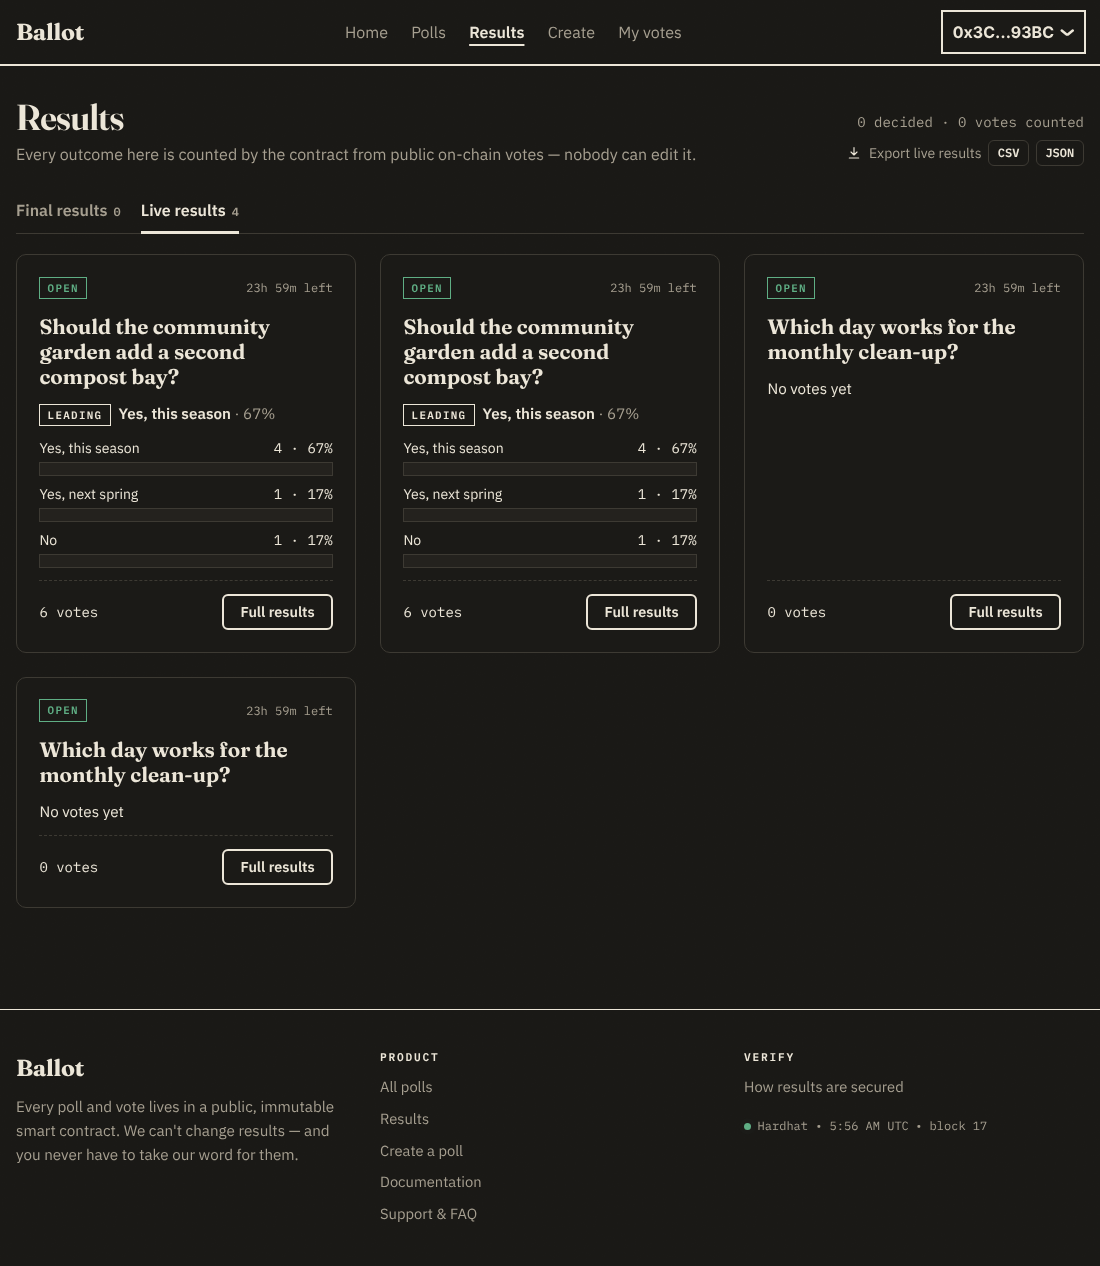 Ballot
Home Polls Results Create My votes
0x3C...93BC
Results
0 decided · 0 votes counted
Every outcome here is counted by the contract from public on-chain votes — nobody can edit it.
Export live results CSV JSON
Final results 0 Live results 4
OPEN 23h 59m left
Should the community
garden add a second
compost bay?
LEADING Yes, this season · 67%
Yes, this season 4 · 67%
Yes, next spring 1 · 17%
No 1 · 17%
6 votes Full results
OPEN 23h 59m left
Should the community
garden add a second
compost bay?
LEADING Yes, this season · 67%
Yes, this season 4 · 67%
Yes, next spring 1 · 17%
No 1 · 17%
6 votes Full results
OPEN 23h 59m left
Which day works for the
monthly clean-up?
No votes yet
0 votes Full results
OPEN 23h 59m left
Which day works for the
monthly clean-up?
No votes yet
0 votes Full results
Ballot
Every poll and vote lives in a public, immutable
smart contract. We can't change results — and
you never have to take our word for them.
PRODUCT
All polls
Results
Create a poll
Documentation
Support & FAQ
VERIFY
How results are secured
Hardhat • 5:56 AM UTC • block 17